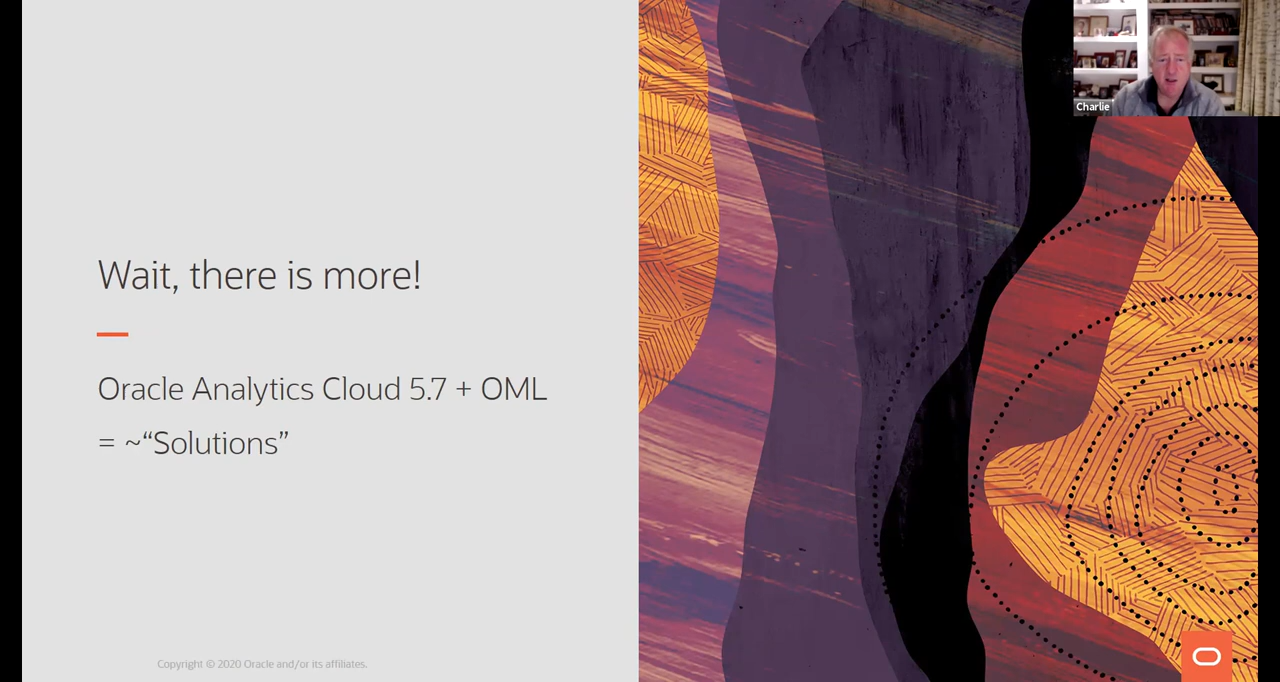 Charlie
Wait, there is more!
Oracle Analytics Cloud 5.7 + OML
= ~“Solutions”
Copyright © 2020 Oracle and/or its affiliates.